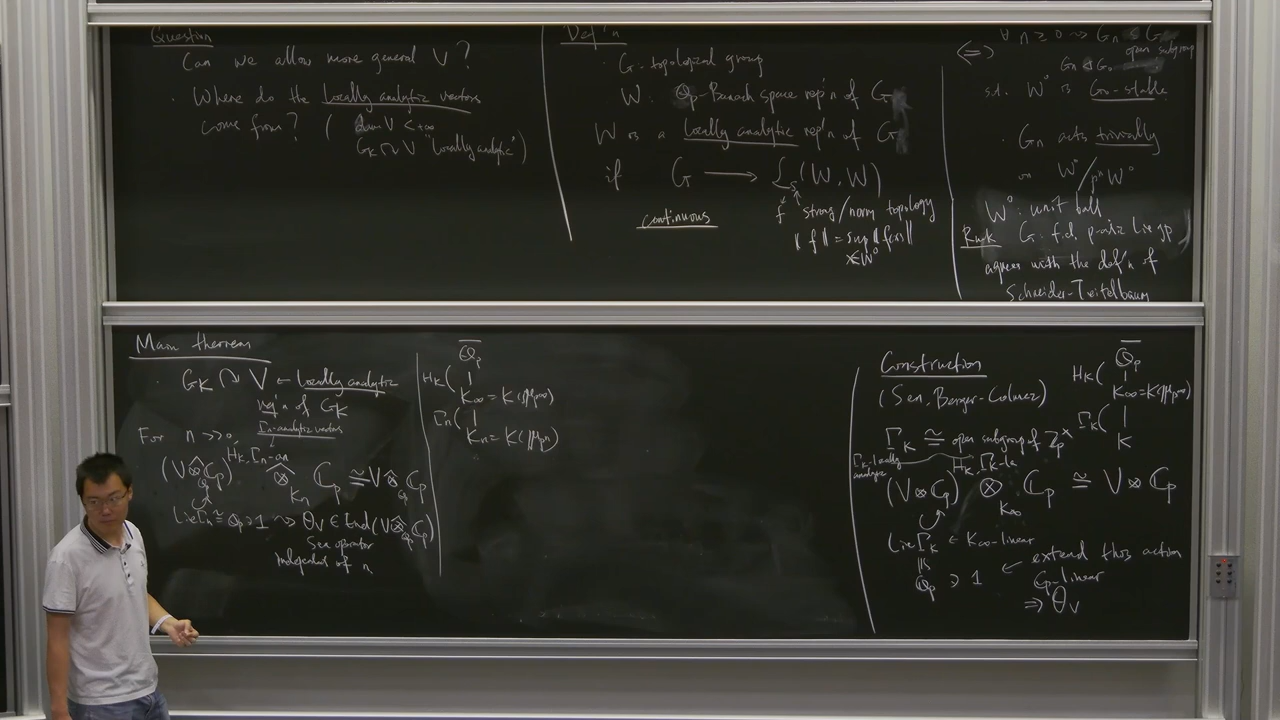 Question
Can we allow more general V?
· Where do the locally analytic vectors
come from? ( dim V < +∞
G_K ↷ V "locally analytic")
Def'n
· G: topological group
W: Q_p-Banach space rep'n of G
W is a locally analytic rep'n of G
if G ⟶ L_s(W, W)
continuous
f strong/norm topology
‖f‖ = sup‖f(x)‖
x∈W°
⟺ ∀ n ≥ 0 ⇝ G_n ≤ G
open subgroup
G_n ◁ G_0
s.t. W° is G_n-stable
· G_n acts trivially
on W°/p^n W°
W°: unit ball
Rmk G: f.d. p-adic Lie gp
agrees with the def'n of
Schneider-Teitelbaum
Main theorem
· G_K ↷ V ← locally analytic
rep'n of G_K
Γ_n-analytic vectors
For n >> 0,
(V ⊗̂ C_p)^{H_K, Γ_n-an} ⊗̂_{K_n} C_p ≅ V ⊗̂_{Q_p} C_p
Lie Γ_n ≅ Q_p ∋ 1 ⇝ Θ_V ∈ End(V ⊗̂_{Q_p} C_p)
Sen operator
independent of n
Q̄_p
H_K ( |
K_∞ = K(μ_{p^∞})
Γ_n ( |
K_n = K(μ_{p^n})
Construction
(Sen, Berger-Colmez)
Γ_K ≅ open subgroup of Z_p^×
Γ_K-locally
analytic
(V ⊗ C_p)^{H_K, Γ_K-la} ⊗_{K_∞} C_p ≅ V ⊗ C_p
Lie Γ_K ← K_∞-linear
Q_p ∋ 1 ← extend this action
C_p-linear
⇒ Θ_V
Q̄_p
H_K ( |
K_∞ = K(μ_{p^∞})
Γ_K ( |
K